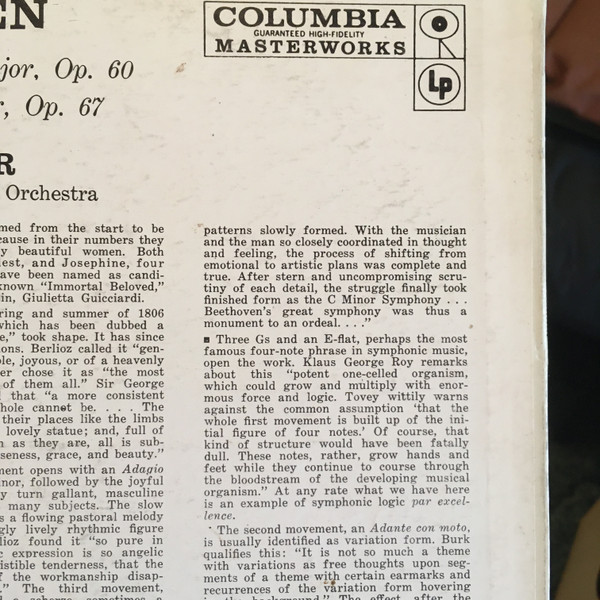 EN
COLUMBIA
GUARANTEED HIGH-FIDELITY
MASTERWORKS
Lp
jor, Op. 60
r, Op. 67
R
Orchestra
med from the start to be
cause in their numbers they
y beautiful women. Both
est, and Josephine, four
ave been named as candi-
known "Immortal Beloved,"
in, Giulietta Guicciardi.
ring and summer of 1806
which has been dubbed a
e," took shape. It has since
ons. Berlioz called it "gen-
ole, joyous, or of a heavenly
er chose it as "the most
of them all." Sir George
that "a more consistent
hole cannot be. . . . The
their places like the limbs
lovely statue; and, full of
n as they are, all is sub-
seness, grace, and beauty."
ment opens with an Adagio
nor, followed by the joyful
y turn gallant, masculine
many subjects. The slow
s a flowing pastoral melody
gly lively rhythmic figure
lioz found it "so pure in
c expression is so angelic
istible tenderness, that the
f the workmanship disap-
." The third movement,
a scherzo, sometimes a
patterns slowly formed. With the musician
and the man so closely coordinated in thought
and feeling, the process of shifting from
emotional to artistic plans was complete and
true. After stern and uncompromising scru-
tiny of each detail, the struggle finally took
finished form as the C Minor Symphony . . .
Beethoven's great symphony was thus a
monument to an ordeal. . . ."
■ Three Gs and an E-flat, perhaps the most
famous four-note phrase in symphonic music,
open the work. Klaus George Roy remarks
about this "potent one-celled organism,
which could grow and multiply with enor-
mous force and logic. Tovey wittily warns
against the common assumption 'that the
whole first movement is built up of the ini-
tial figure of four notes.' Of course, that
kind of structure would have been fatally
dull. These notes, rather, grow hands and
feet while they continue to course through
the bloodstream of the developing musical
organism." At any rate what we have here
is an example of symphonic logic par excel-
lence.
The second movement, an Adante con moto,
is usually identified as variation form. Burk
qualifies this: "It is not so much a theme
with variations as free thoughts upon seg-
ments of a theme with certain earmarks and
recurrences of the variation form hovering
in the background." The effect, after the